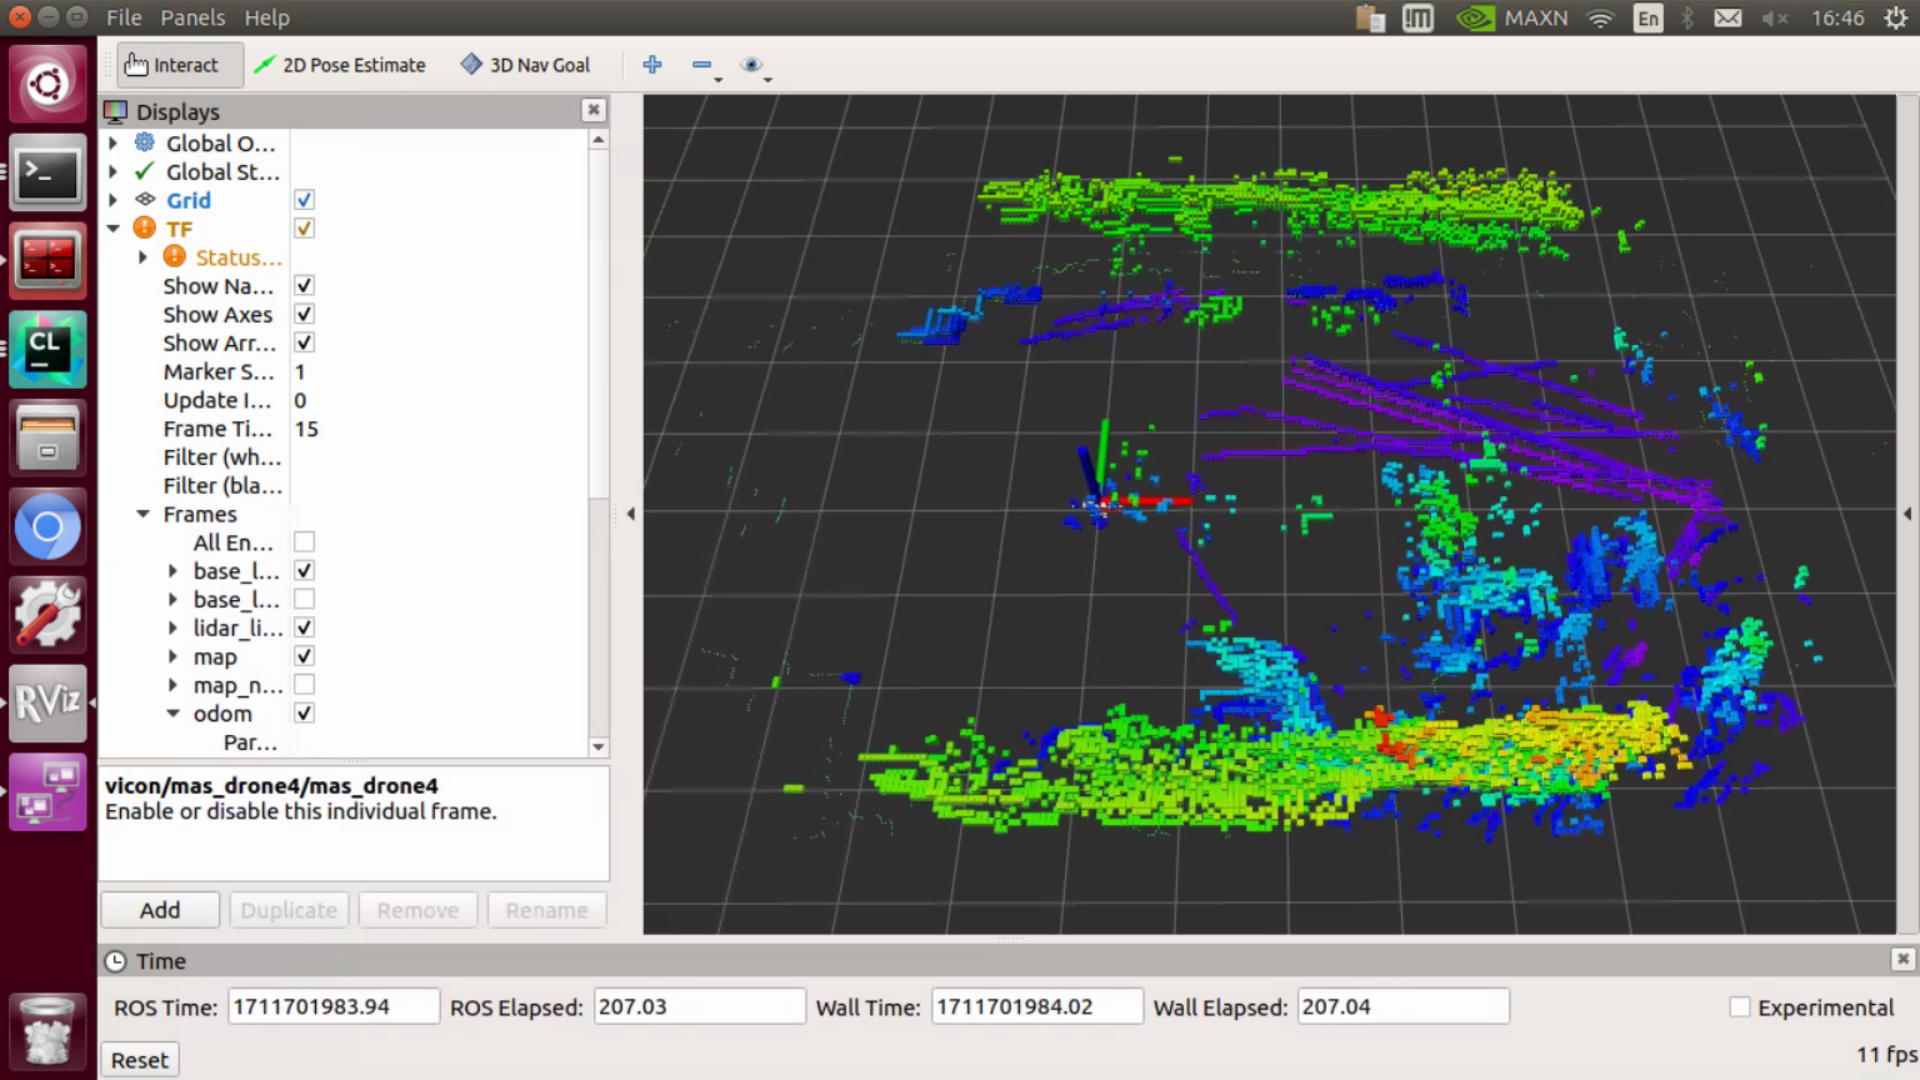 File Panels Help
MAXN En 16:46
Interact 2D Pose Estimate 3D Nav Goal
Displays
Global O...
Global St...
Grid
TF
Status...
Show Na...
Show Axes
Show Arr...
Marker S... 1
Update I... 0
Frame Ti... 15
Filter (wh...
Filter (bla...
Frames
All En...
base_l...
base_l...
lidar_li...
map
map_n...
odom
Par...
CL
RViz
vicon/mas_drone4/mas_drone4
Enable or disable this individual frame.
Add Duplicate Remove Rename
Time
ROS Time: 1711701983.94 ROS Elapsed: 207.03 Wall Time: 1711701984.02 Wall Elapsed: 207.04 Experimental
Reset 11 fps